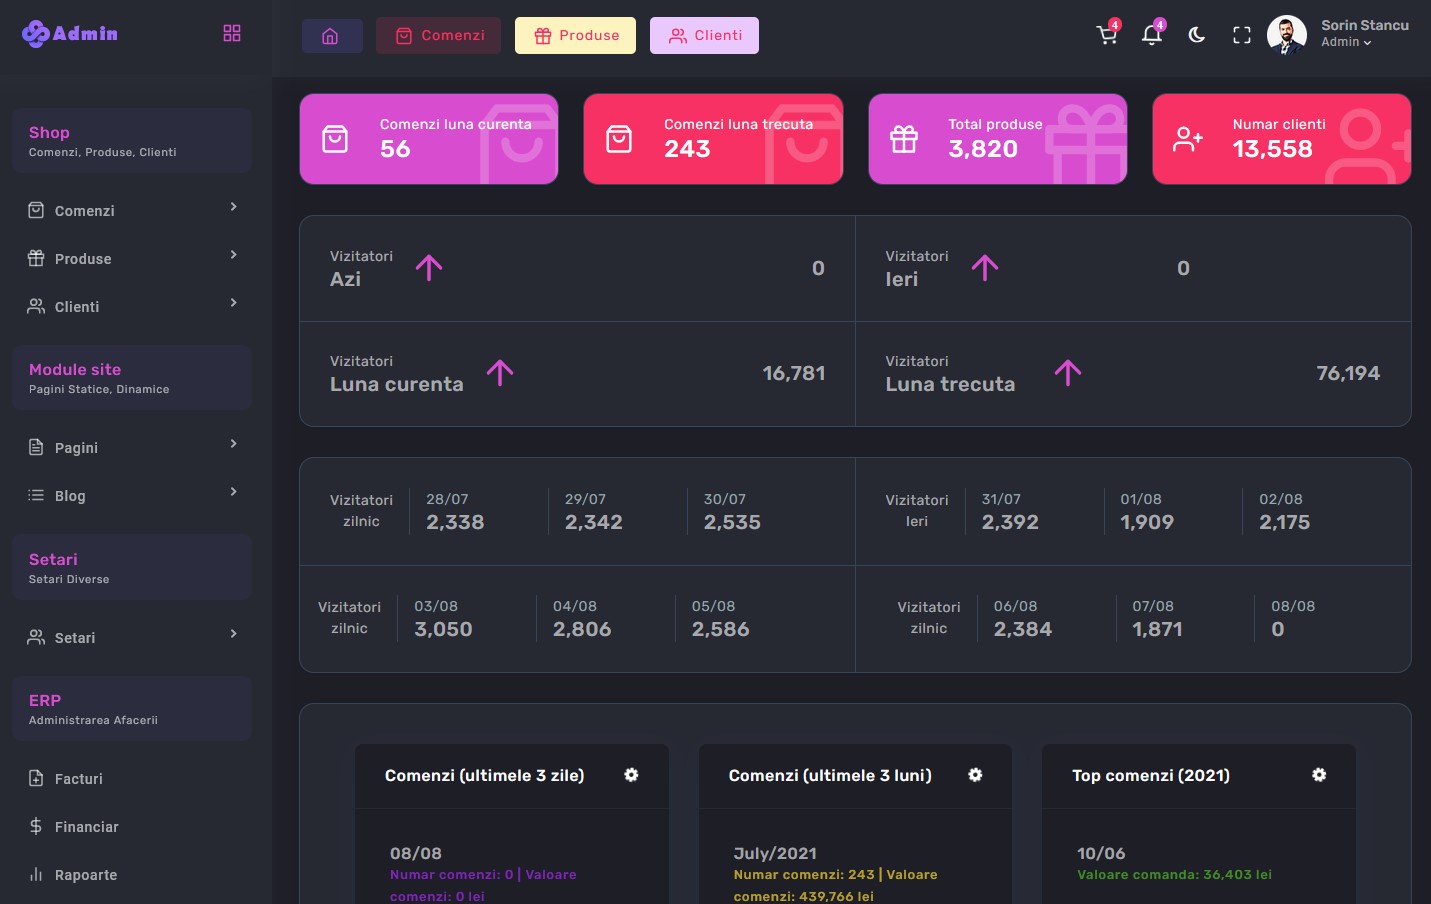 Admin
Comenzi
Produse
Clienti
4
4
Sorin Stancu
Admin
Shop
Comenzi, Produse, Clienti
Comenzi
Produse
Clienti
Module site
Pagini Statice, Dinamice
Pagini
Blog
Setari
Setari Diverse
Setari
ERP
Administrarea Afacerii
Facturi
Financiar
Rapoarte
Comenzi luna curenta
56
Comenzi luna trecuta
243
Total produse
3,820
Numar clienti
13,558
Vizitatori
Azi
0
Vizitatori
Ieri
0
Vizitatori
Luna curenta
16,781
Vizitatori
Luna trecuta
76,194
Vizitatori
zilnic
28/07
2,338
29/07
2,342
30/07
2,535
Vizitatori
Ieri
31/07
2,392
01/08
1,909
02/08
2,175
Vizitatori
zilnic
03/08
3,050
04/08
2,806
05/08
2,586
Vizitatori
zilnic
06/08
2,384
07/08
1,871
08/08
0
Comenzi (ultimele 3 zile)
08/08
Numar comenzi: 0 | Valoare
comenzi: 0 lei
Comenzi (ultimele 3 luni)
July/2021
Numar comenzi: 243 | Valoare
comenzi: 439,766 lei
Top comenzi (2021)
10/06
Valoare comanda: 36,403 lei